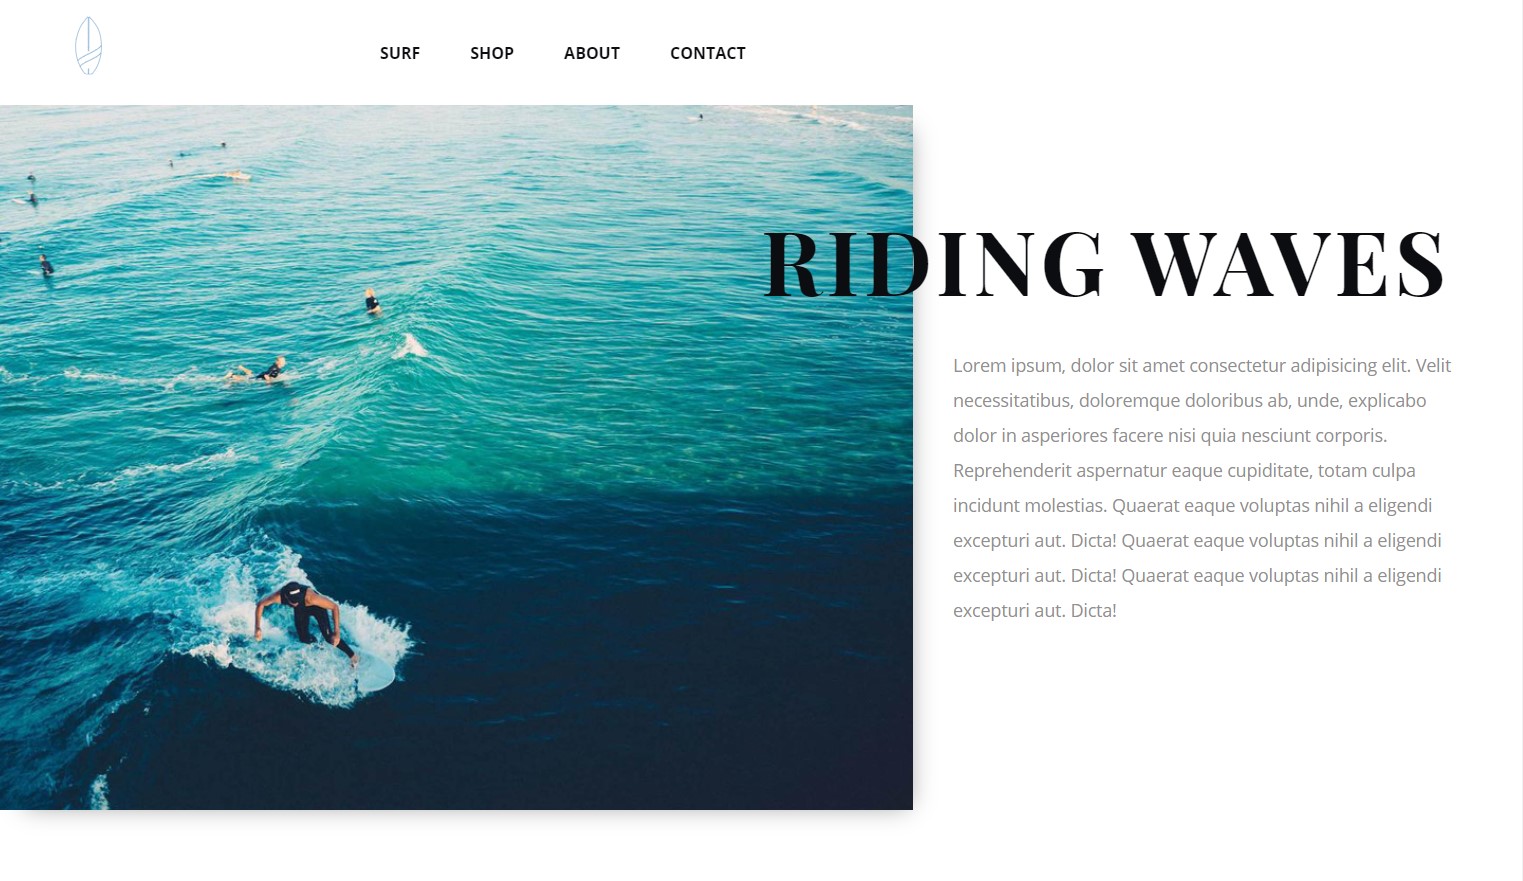 SURF SHOP ABOUT CONTACT
RIDING WAVES
Lorem ipsum, dolor sit amet consectetur adipisicing elit. Velit
necessitatibus, doloremque doloribus ab, unde, explicabo
dolor in asperiores facere nisi quia nesciunt corporis.
Reprehenderit aspernatur eaque cupiditate, totam culpa
incidunt molestias. Quaerat eaque voluptas nihil a eligendi
excepturi aut. Dicta! Quaerat eaque voluptas nihil a eligendi
excepturi aut. Dicta! Quaerat eaque voluptas nihil a eligendi
excepturi aut. Dicta!